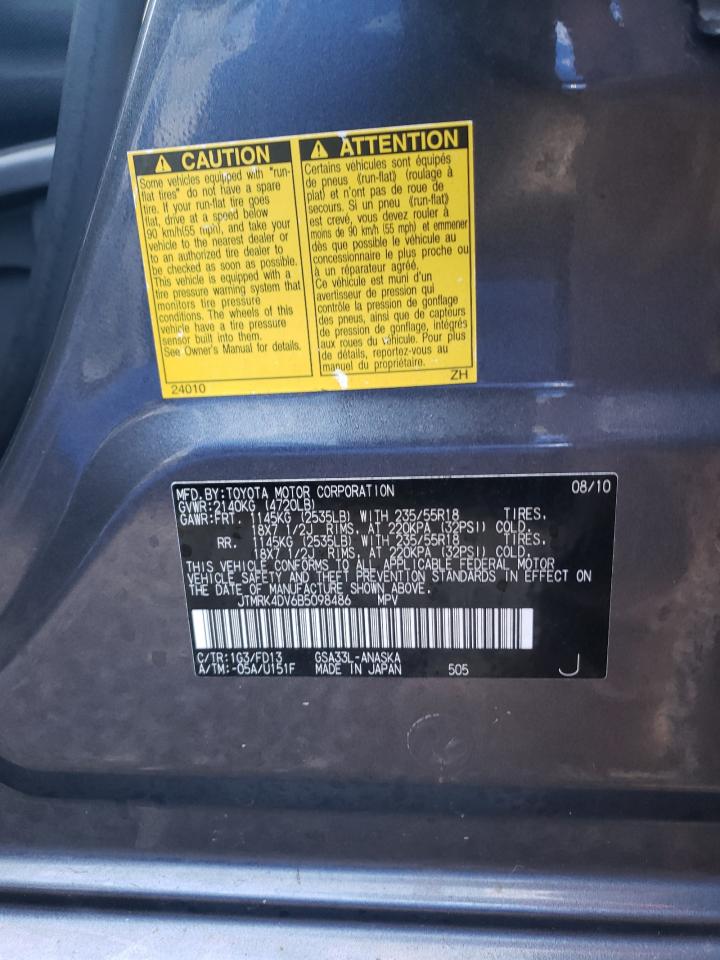 CAUTION
Some vehicles equipped with "run-
flat tires" do not have a spare
tire. If your run-flat tire goes
flat, drive at a speed below
90 km/h(55 mph), and take your
vehicle to the nearest dealer or
to an authorized tire dealer to
be checked as soon as possible.
This vehicle is equipped with a
tire pressure warning system that
monitors tire pressure
conditions. The wheels of this
vehicle have a tire pressure
sensor built into them.
See Owner's Manual for details.
24010
ATTENTION
Certains véhicules sont équipés
de pneus (run-flat) (roulage à
plat) et n'ont pas de roue de
secours. Si un pneu (run-flat)
est crevé, vous devez rouler à
moins de 90 km/h (55 mph) et emmener
dès que possible le véhicule au
concessionnaire le plus proche ou
à un réparateur agréé.
Ce véhicule est muni d'un
avertisseur de pression qui
contrôle la pression de gonflage
des pneus, ainsi que de capteurs
de pression de gonflage, intégrés
aux roues du véhicule. Pour plus
de détails, reportez-vous au
manuel du propriétaire.
ZH
MFD.BY:TOYOTA MOTOR CORPORATION 08/10
GVWR:2140KG (4720LB)
GAWR:FRT. 1145KG (2535LB) WITH 235/55R18 TIRES,
18X7 1/2J RIMS, AT 220KPA (32PSI) COLD.
RR. 1145KG (2535LB) WITH 235/55R18 TIRES,
18X7 1/2J RIMS, AT 220KPA (32PSI) COLD.
THIS VEHICLE CONFORMS TO ALL APPLICABLE FEDERAL MOTOR
VEHICLE SAFETY AND THEFT PREVENTION STANDARDS IN EFFECT ON
THE DATE OF MANUFACTURE SHOWN ABOVE.
JTMRK4DV6B5098486 MPV
C/TR:1G3/FD13 GSA33L-ANASKA
A/TM:-05A/U151F MADE IN JAPAN 505 J